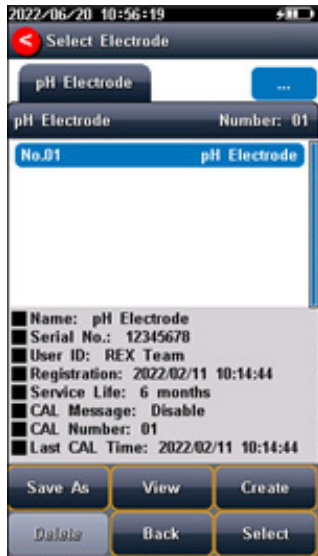 2022/06/20 10:56:19
< Select Electrode
pH Electrode ...
pH Electrode Number: 01
No.01 pH Electrode
Name: pH Electrode
Serial No.: 12345678
User ID: REX Team
Registration: 2022/02/11 10:14:44
Service Life: 6 months
CAL Message: Disable
CAL Number: 01
Last CAL Time: 2022/02/11 10:14:44
Save As View Create
Delete Back Select